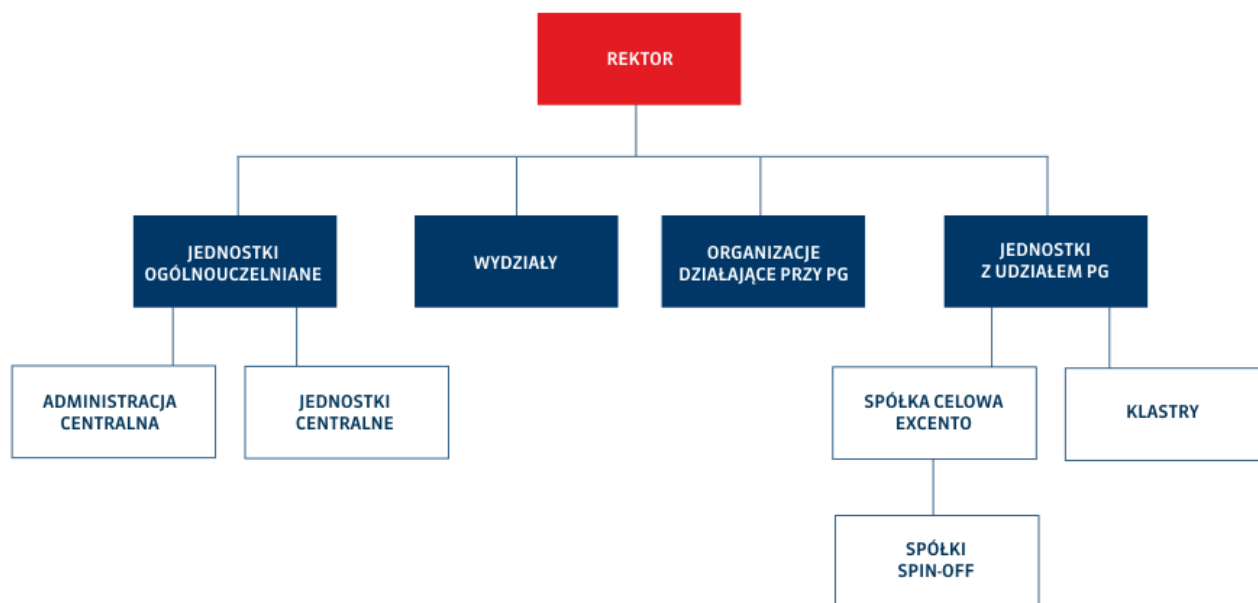 REKTOR
JEDNOSTKI
OGÓLNOUCZELNIANE
WYDZIAŁY
ORGANIZACJE
DZIAŁAJĄCE PRZY PG
JEDNOSTKI
Z UDZIAŁEM PG
ADMINISTRACJA
CENTRALNA
JEDNOSTKI
CENTRALNE
SPÓŁKA CELOWA
EXCENTO
KLASTRY
SPÓŁKI
SPIN-OFF